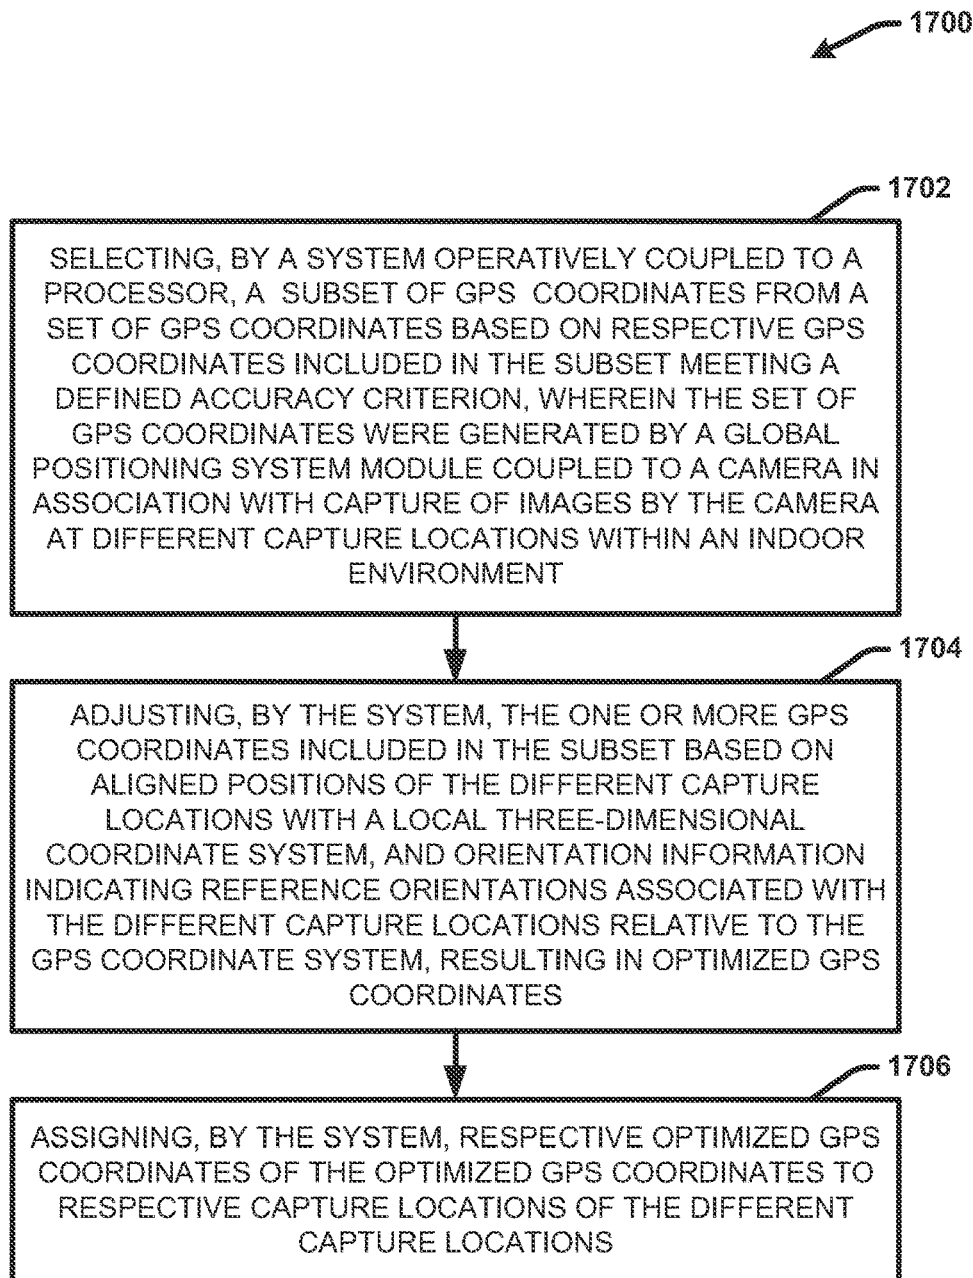 1700
1702
SELECTING, BY A SYSTEM OPERATIVELY COUPLED TO A
PROCESSOR, A SUBSET OF GPS COORDINATES FROM A
SET OF GPS COORDINATES BASED ON RESPECTIVE GPS
COORDINATES INCLUDED IN THE SUBSET MEETING A
DEFINED ACCURACY CRITERION, WHEREIN THE SET OF
GPS COORDINATES WERE GENERATED BY A GLOBAL
POSITIONING SYSTEM MODULE COUPLED TO A CAMERA IN
ASSOCIATION WITH CAPTURE OF IMAGES BY THE CAMERA
AT DIFFERENT CAPTURE LOCATIONS WITHIN AN INDOOR
ENVIRONMENT
1704
ADJUSTING, BY THE SYSTEM, THE ONE OR MORE GPS
COORDINATES INCLUDED IN THE SUBSET BASED ON
ALIGNED POSITIONS OF THE DIFFERENT CAPTURE
LOCATIONS WITH A LOCAL THREE-DIMENSIONAL
COORDINATE SYSTEM, AND ORIENTATION INFORMATION
INDICATING REFERENCE ORIENTATIONS ASSOCIATED WITH
THE DIFFERENT CAPTURE LOCATIONS RELATIVE TO THE
GPS COORDINATE SYSTEM, RESULTING IN OPTIMIZED GPS
COORDINATES
1706
ASSIGNING, BY THE SYSTEM, RESPECTIVE OPTIMIZED GPS
COORDINATES OF THE OPTIMIZED GPS COORDINATES TO
RESPECTIVE CAPTURE LOCATIONS OF THE DIFFERENT
CAPTURE LOCATIONS